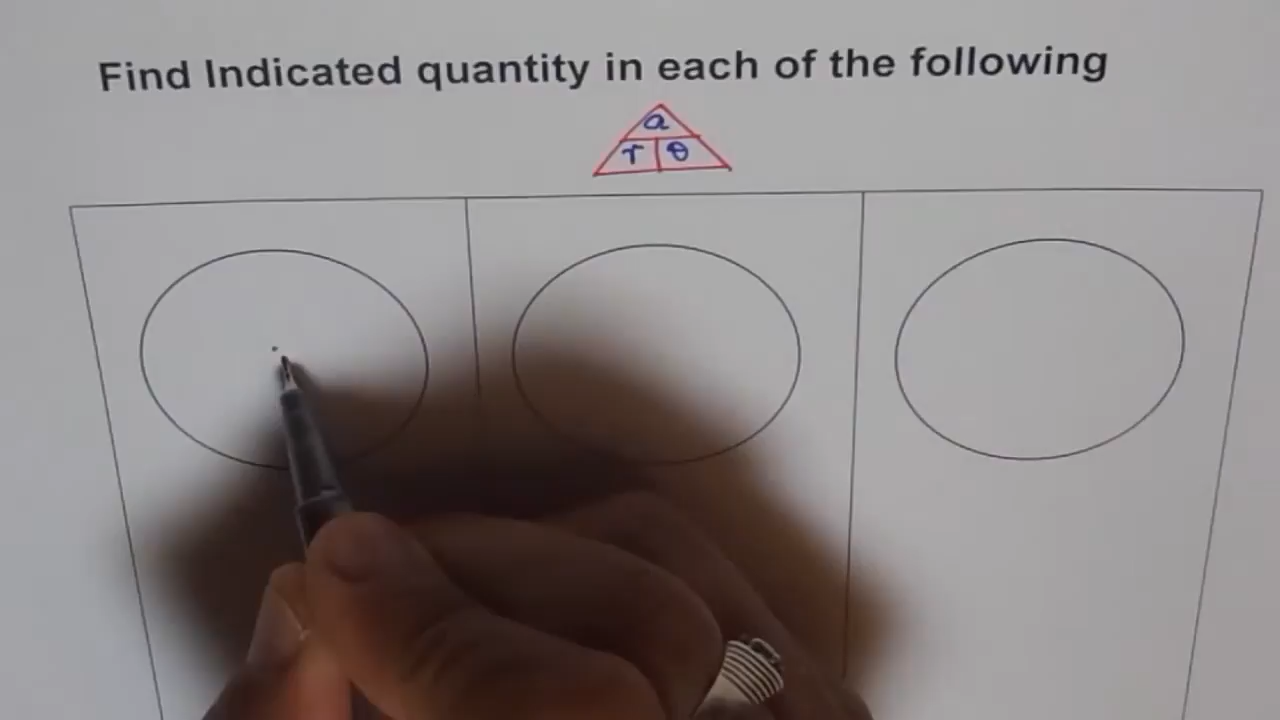 Find Indicated quantity in each of the following
a
r θ